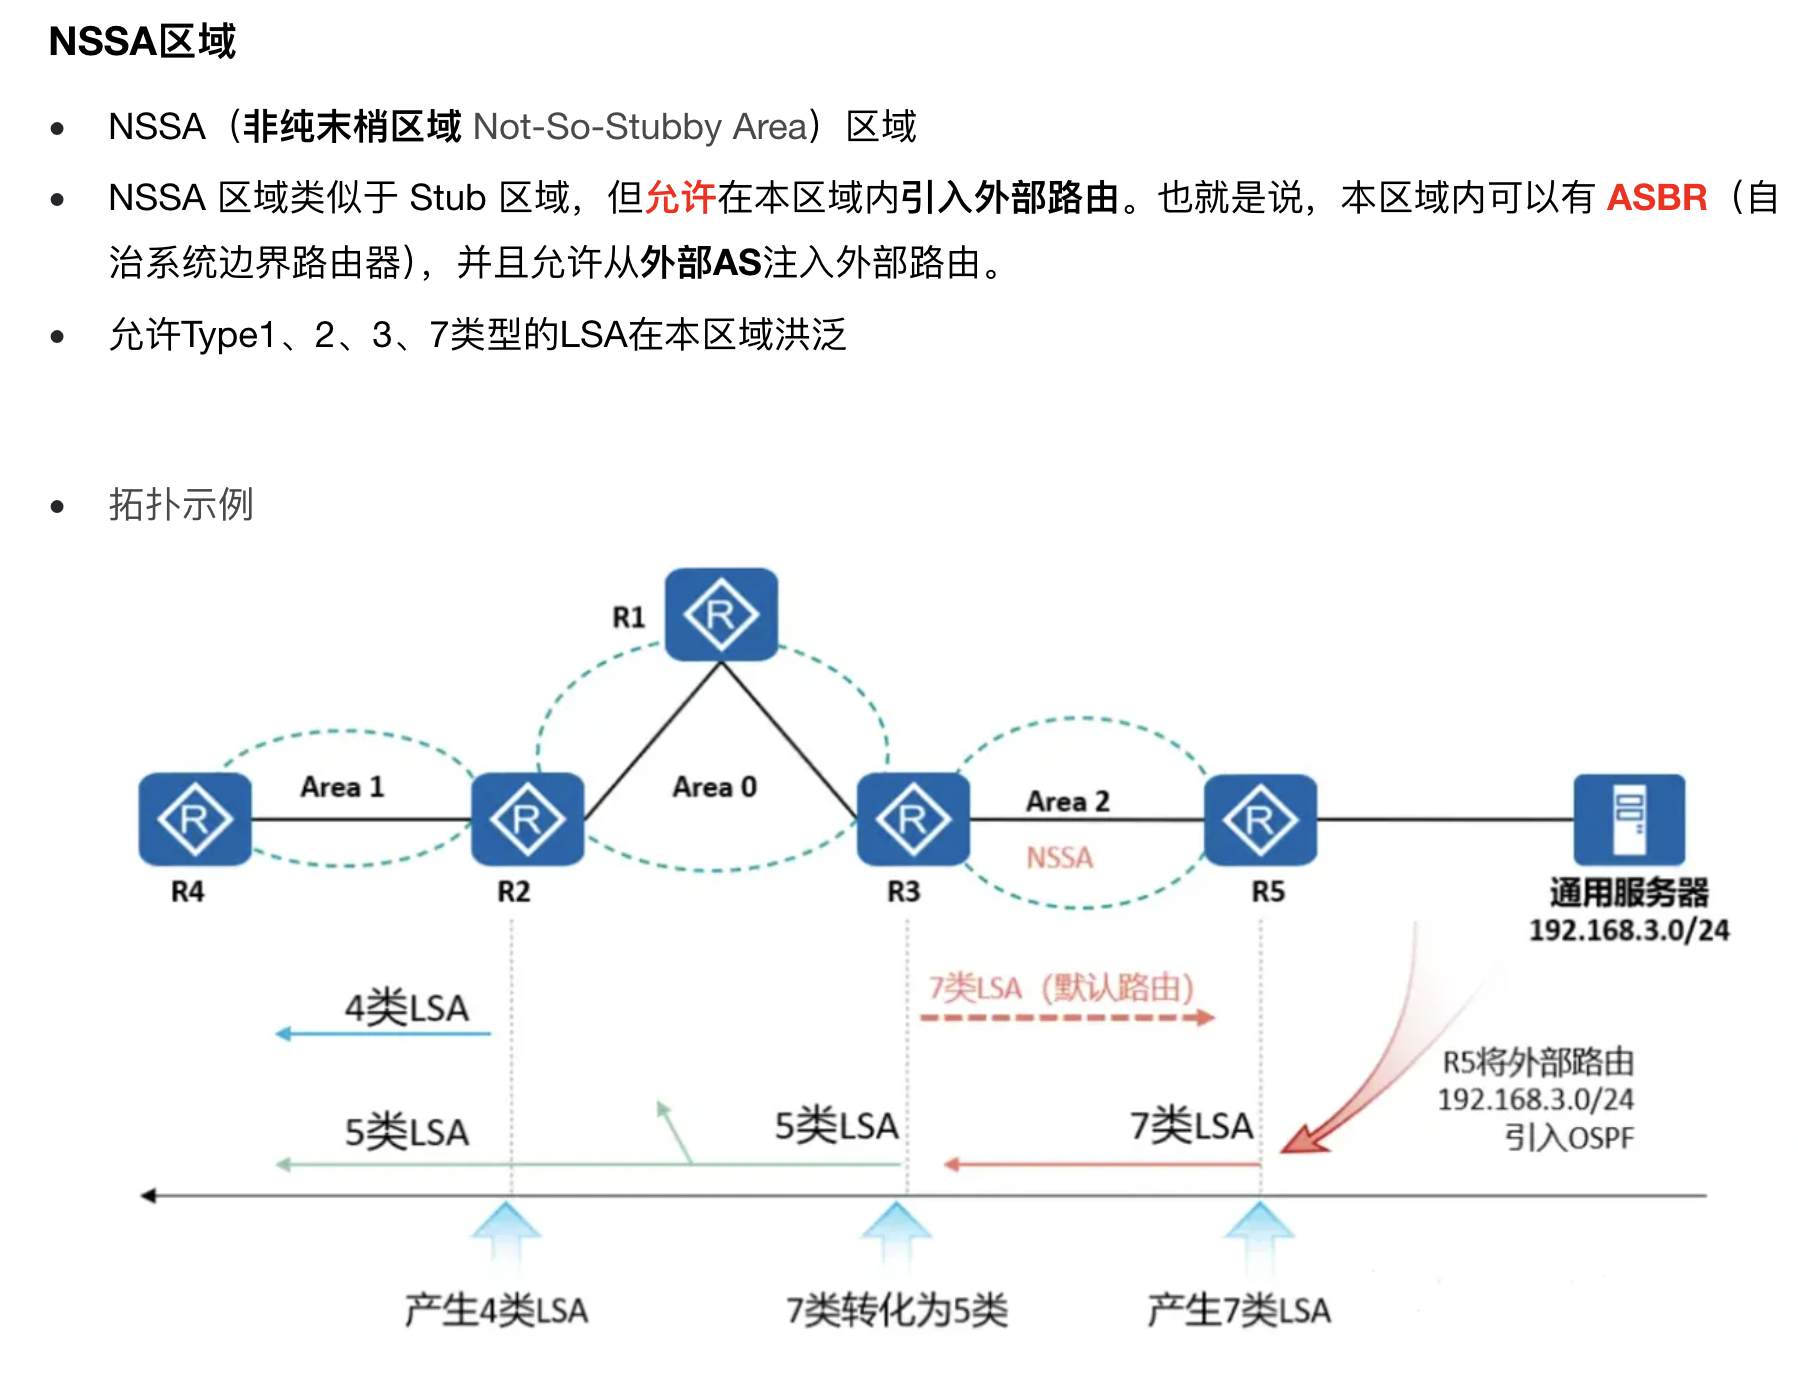 NSSA区域
NSSA（非纯末梢区域 Not-So-Stubby Area）区域
NSSA 区域类似于 Stub 区域，但允许在本区域内引入外部路由。也就是说，本区域内可以有 ASBR（自
治系统边界路由器），并且允许从外部AS注入外部路由。
允许Type1、2、3、7类型的LSA在本区域洪泛
拓扑示例
R1
R
Area 1
Area 0
Area 2
R
R
R
R
NSSA
R4
R2
R3
R5
通用服务器
192.168.3.0/24
7类LSA（默认路由）
4类LSA
R5将外部路由
192.168.3.0/24
引入OSPF
5类LSA
5类LSA
7类LSA
产生4类LSA
7类转化为5类
产生7类LSA